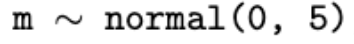 m ∼ normal(0, 5)